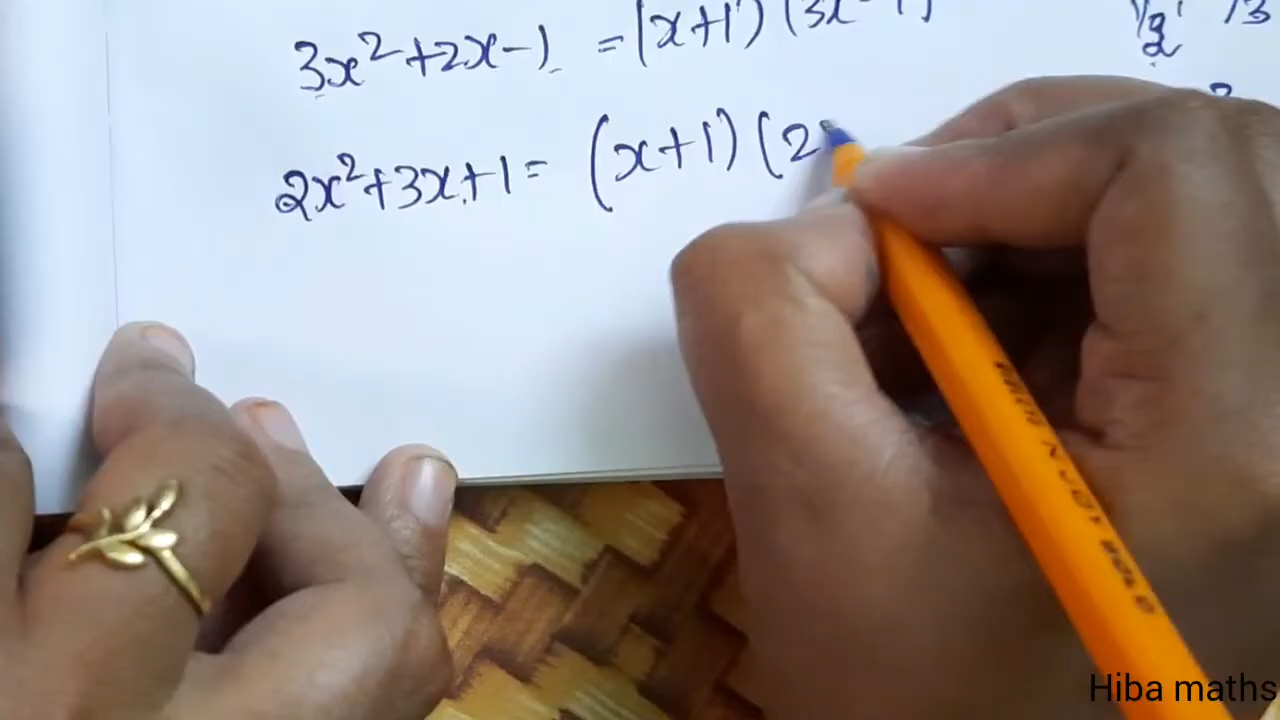 3x²+2x-1 = (x+1) (3x-1)
2x²+3x+1 = (x+1) (2
Hiba maths